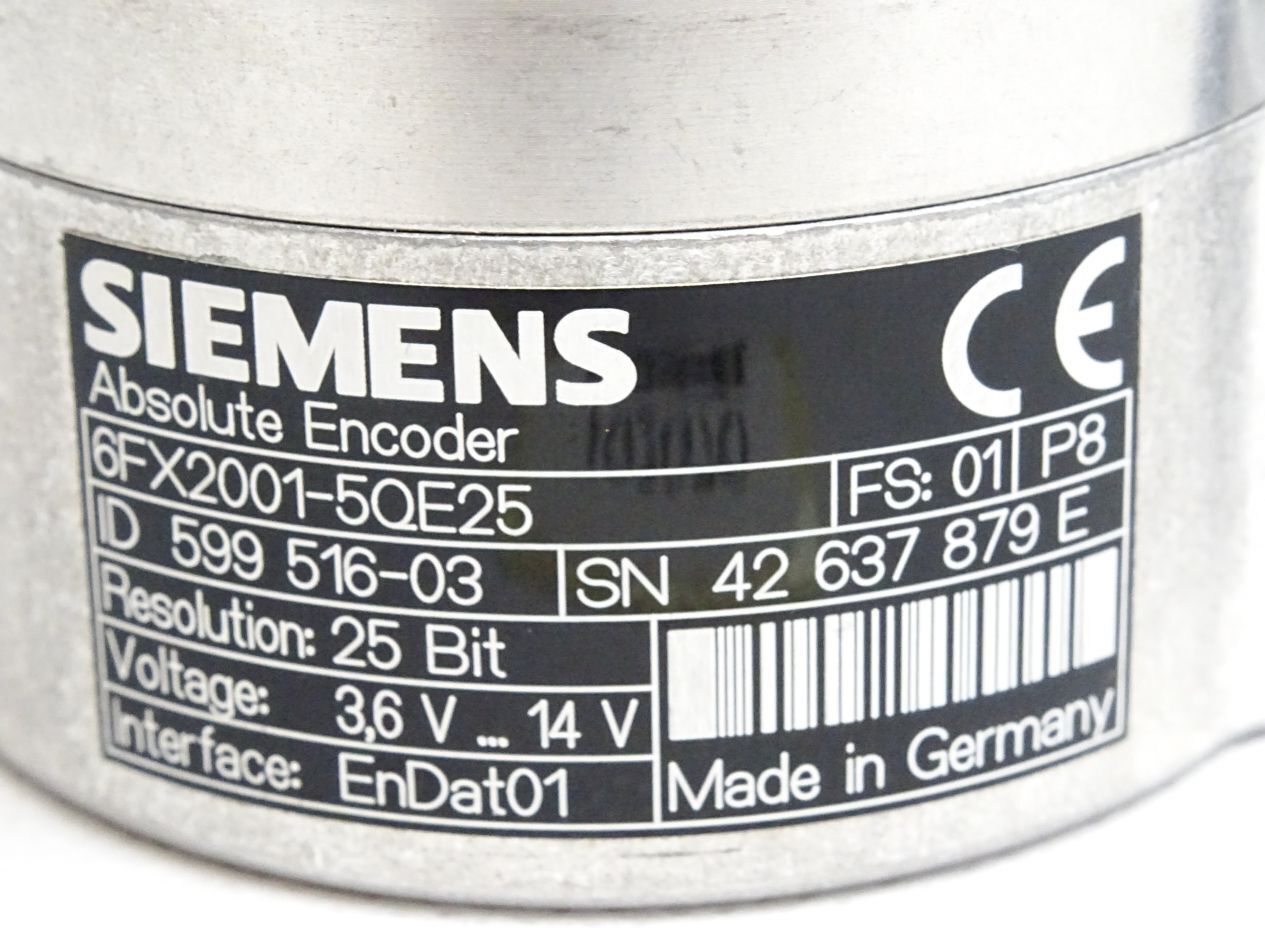 SIEMENS
CE
Absolute Encoder
6FX2001-5QE25 FS: 01 P8
ID 599 516-03 SN 42 637 879 E
Resolution: 25 Bit
Voltage: 3,6 V ... 14 V
Interface: EnDat01
Made in Germany